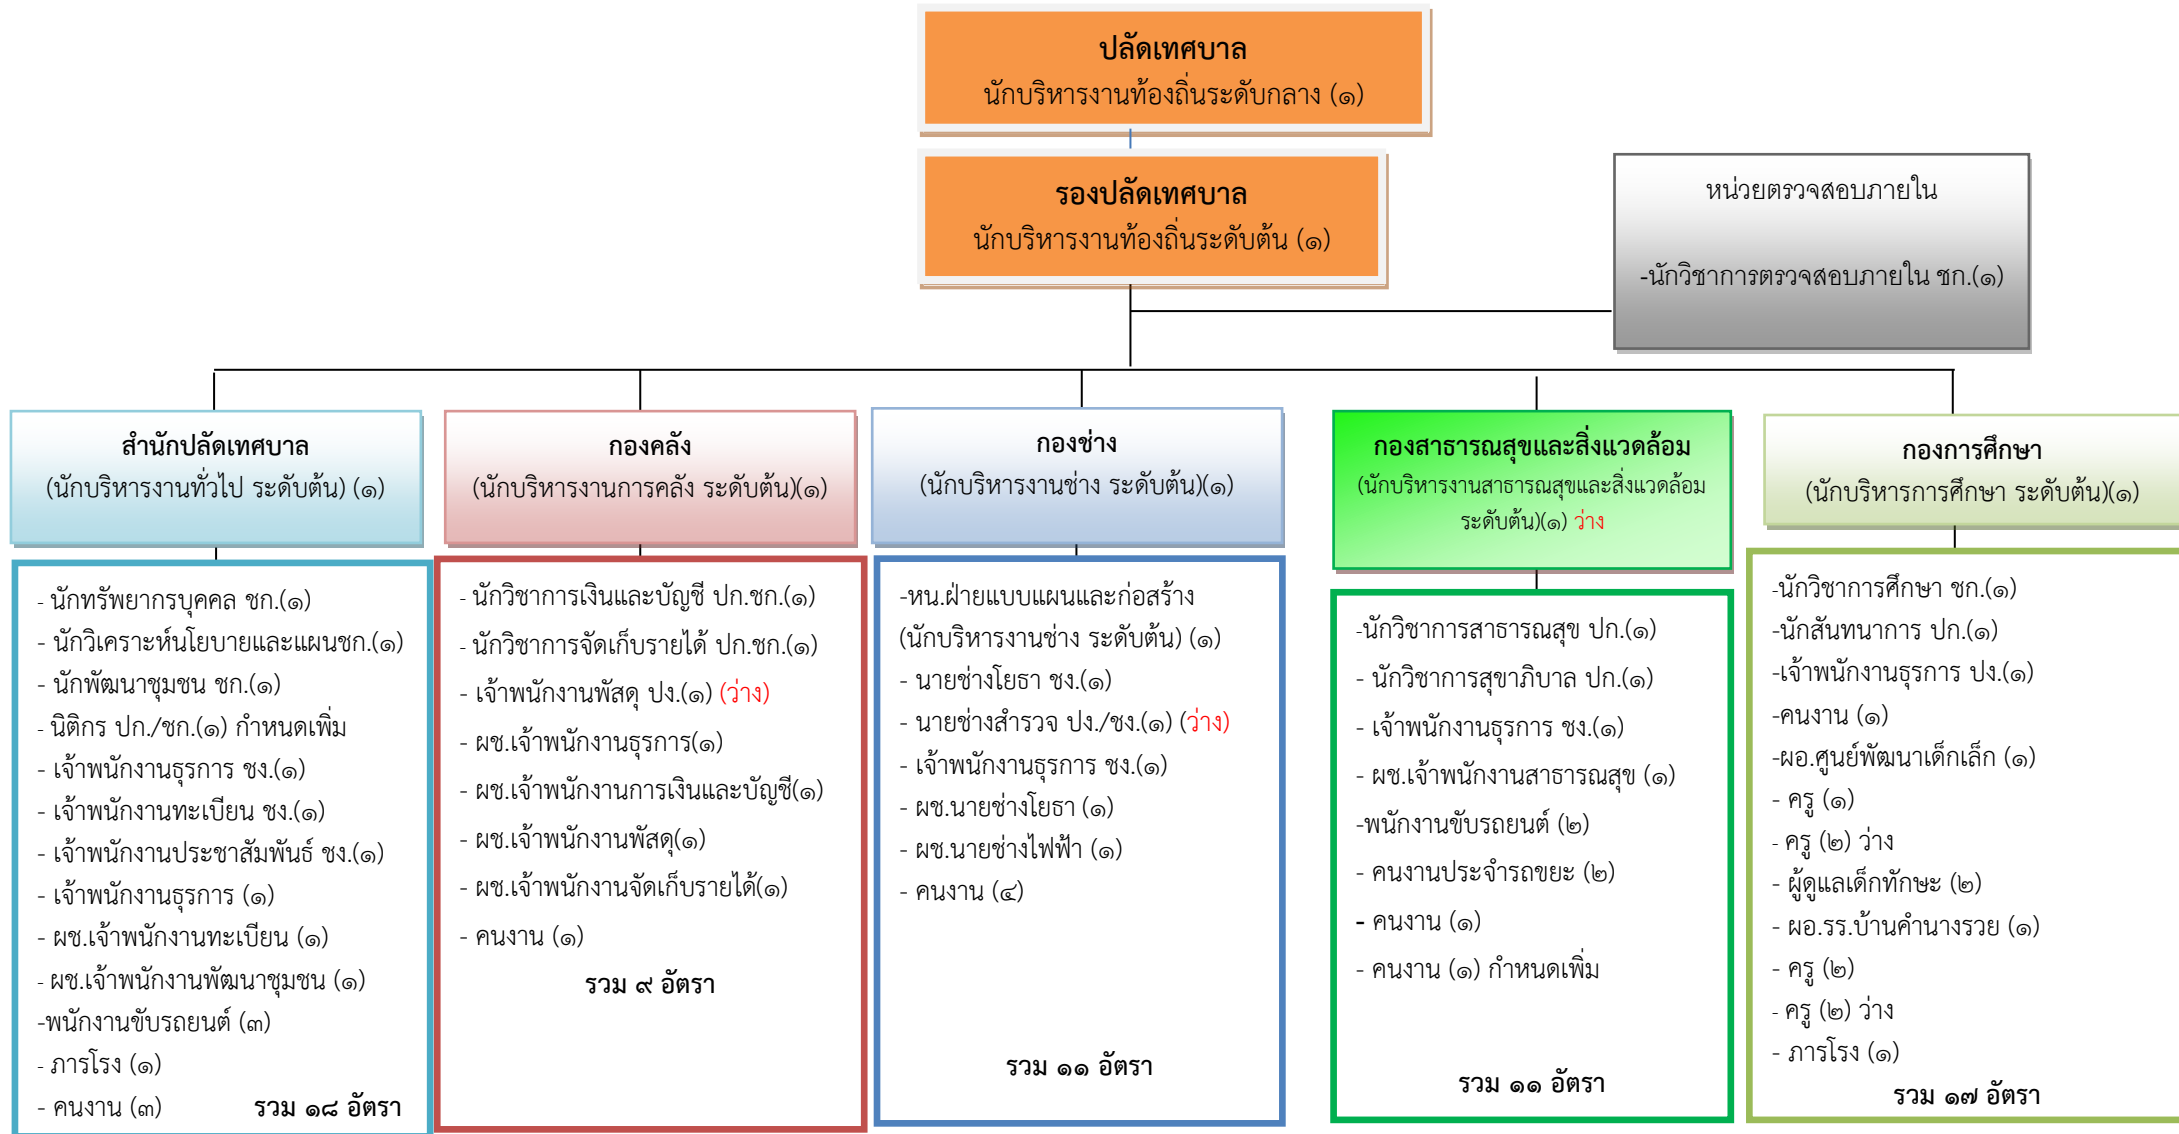 ปลัดเทศบาล
นักบริหารงานท้องถิ่นระดับกลาง (๑)
รองปลัดเทศบาล
นักบริหารงานท้องถิ่นระดับต้น (๑)
หน่วยตรวจสอบภายใน
-นักวิชาการตรวจสอบภายใน ชก.(๑)
สำนักปลัดเทศบาล
(นักบริหารงานทั่วไป ระดับต้น) (๑)
- นักทรัพยากรบุคคล ชก.(๑)
- นักวิเคราะห์นโยบายและแผนชก.(๑)
- นักพัฒนาชุมชน ชก.(๑)
- นิติกร ปก./ชก.(๑) กำหนดเพิ่ม
- เจ้าพนักงานธุรการ ชง.(๑)
- เจ้าพนักงานทะเบียน ชง.(๑)
- เจ้าพนักงานประชาสัมพันธ์ ชง.(๑)
- เจ้าพนักงานธุรการ (๑)
- ผช.เจ้าพนักงานทะเบียน (๑)
- ผช.เจ้าพนักงานพัฒนาชุมชน (๑)
-พนักงานขับรถยนต์ (๓)
- ภารโรง (๑)
- คนงาน (๓) รวม ๑๘ อัตรา
กองคลัง
(นักบริหารงานการคลัง ระดับต้น)(๑)
- นักวิชาการเงินและบัญชี ปก.ชก.(๑)
- นักวิชาการจัดเก็บรายได้ ปก.ชก.(๑)
- เจ้าพนักงานพัสดุ ปง.(๑) (ว่าง)
- ผช.เจ้าพนักงานธุรการ(๑)
- ผช.เจ้าพนักงานการเงินและบัญชี(๑)
- ผช.เจ้าพนักงานพัสดุ(๑)
- ผช.เจ้าพนักงานจัดเก็บรายได้(๑)
- คนงาน (๑)
รวม ๙ อัตรา
กองช่าง
(นักบริหารงานช่าง ระดับต้น)(๑)
-หน.ฝ่ายแบบแผนและก่อสร้าง
(นักบริหารงานช่าง ระดับต้น) (๑)
- นายช่างโยธา ชง.(๑)
- นายช่างสำรวจ ปง./ชง.(๑) (ว่าง)
- เจ้าพนักงานธุรการ ชง.(๑)
- ผช.นายช่างโยธา (๑)
- ผช.นายช่างไฟฟ้า (๑)
- คนงาน (๔)
รวม ๑๑ อัตรา
กองสาธารณสุขและสิ่งแวดล้อม
(นักบริหารงานสาธารณสุขและสิ่งแวดล้อม
ระดับต้น)(๑) ว่าง
-นักวิชาการสาธารณสุข ปก.(๑)
- นักวิชาการสุขาภิบาล ปก.(๑)
- เจ้าพนักงานธุรการ ชง.(๑)
- ผช.เจ้าพนักงานสาธารณสุข (๑)
-พนักงานขับรถยนต์ (๒)
- คนงานประจำรถขยะ (๒)
- คนงาน (๑)
- คนงาน (๑) กำหนดเพิ่ม
รวม ๑๑ อัตรา
กองการศึกษา
(นักบริหารการศึกษา ระดับต้น)(๑)
-นักวิชาการศึกษา ชก.(๑)
-นักสันทนาการ ปก.(๑)
-เจ้าพนักงานธุรการ ปง.(๑)
-คนงาน (๑)
-ผอ.ศูนย์พัฒนาเด็กเล็ก (๑)
- ครู (๑)
- ครู (๒) ว่าง
- ผู้ดูแลเด็กทักษะ (๒)
- ผอ.รร.บ้านคำนางรวย (๑)
- ครู (๒)
- ครู (๒) ว่าง
- ภารโรง (๑)
รวม ๑๗ อัตรา